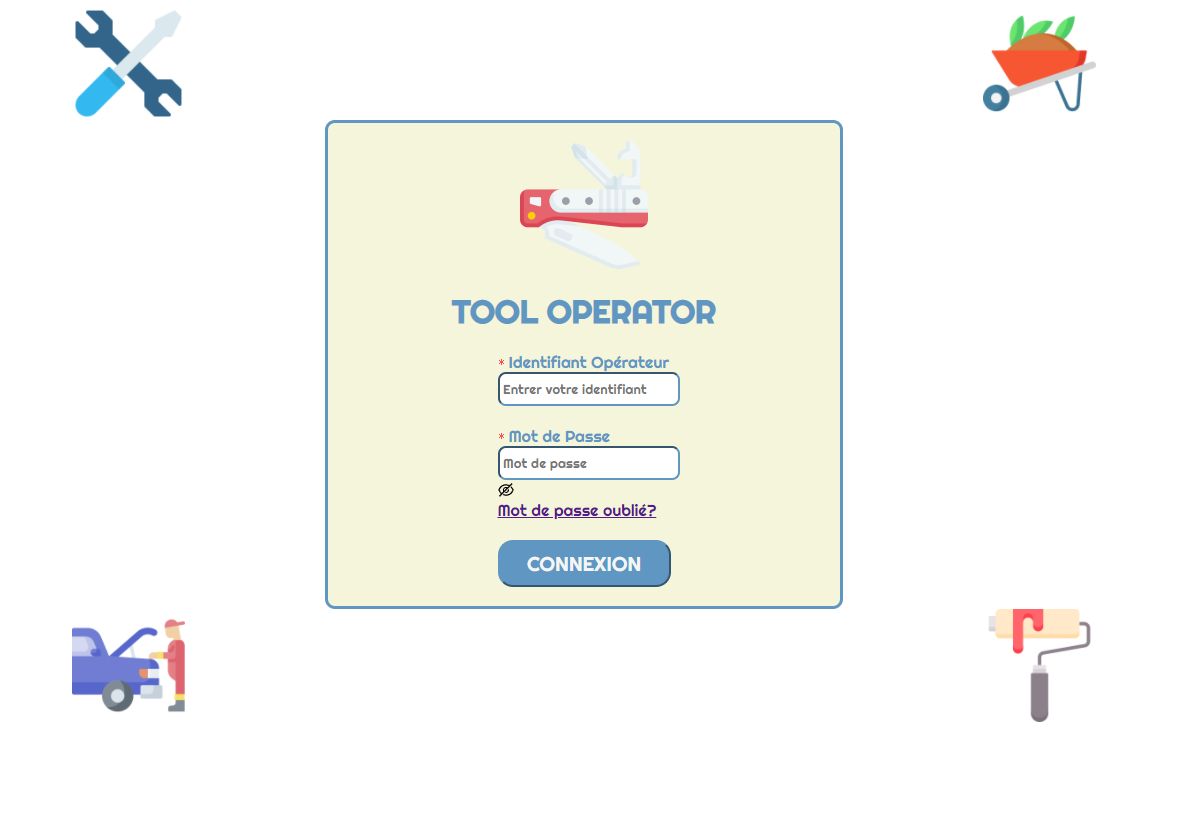 TOOL OPERATOR
* Identifiant Opérateur
Entrer votre identifiant
* Mot de Passe
Mot de passe
Mot de passe oublié?
CONNEXION